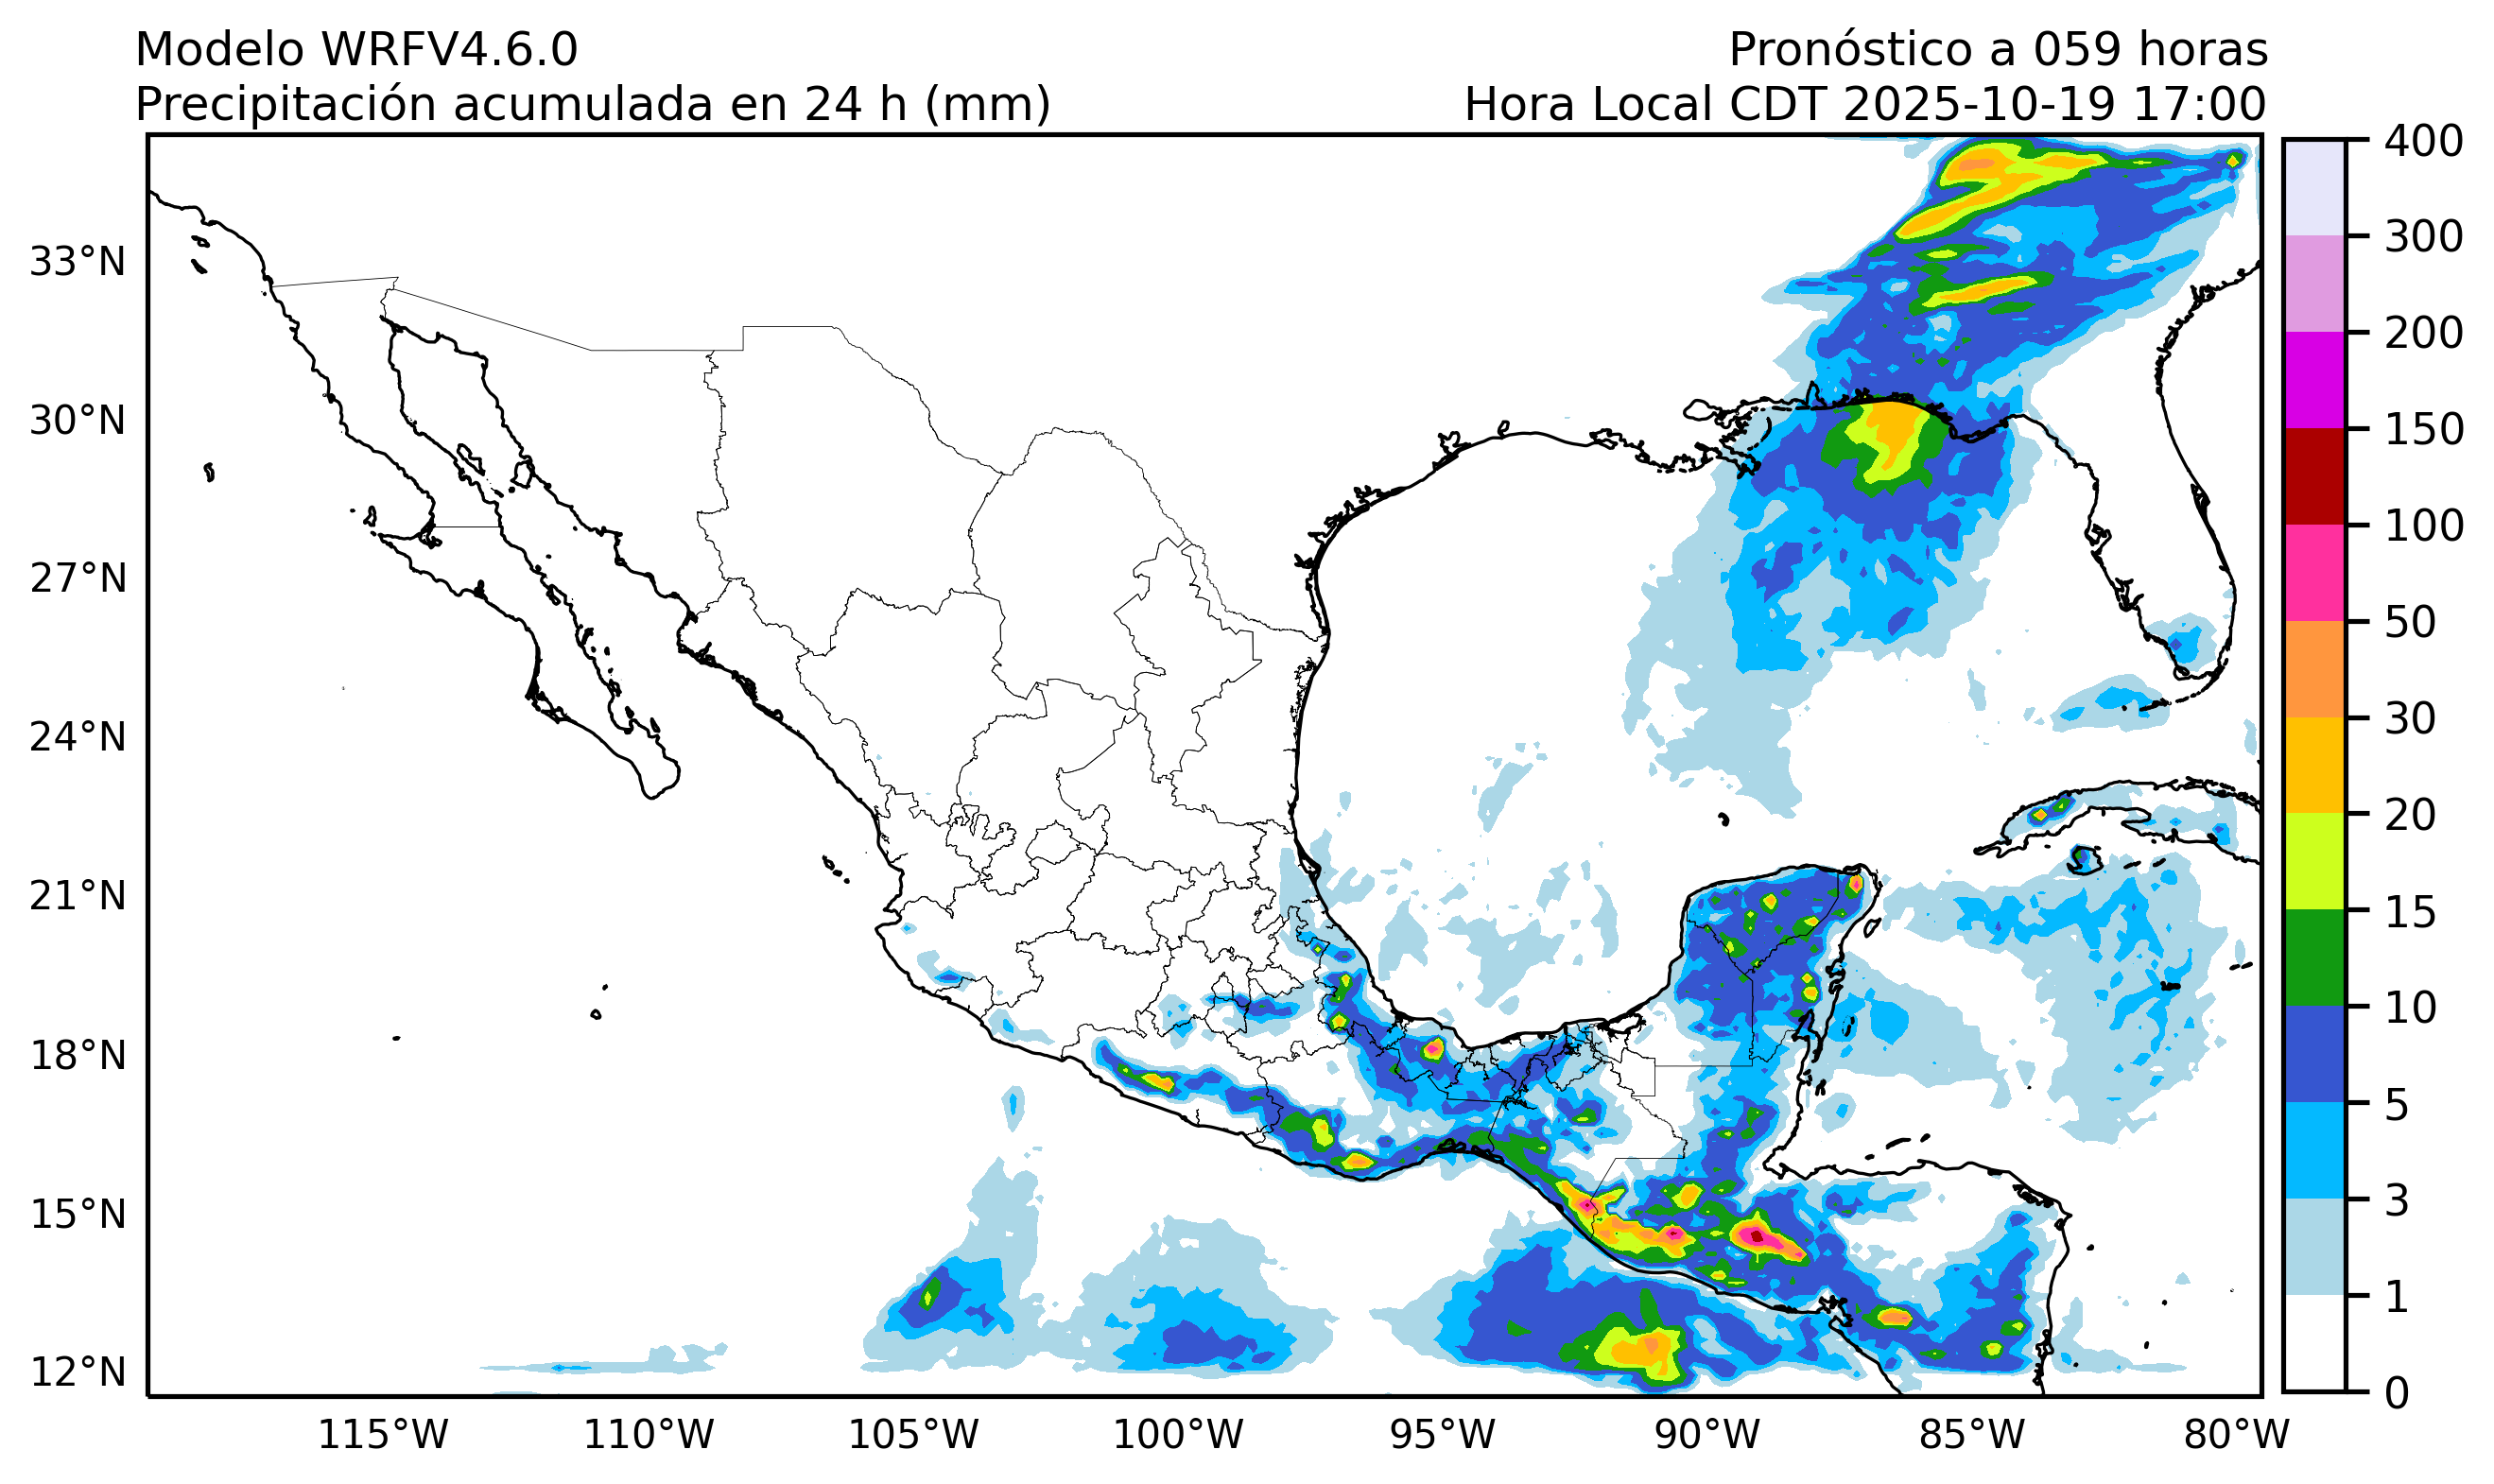 Modelo WRFV4.6.0
Pronóstico a 059 horas
Precipitación acumulada en 24 h (mm)
Hora Local CDT 2025-10-19 17:00
33°N
30°N
27°N
24°N
21°N
18°N
15°N
12°N
115°W
110°W
105°W
100°W
95°W
90°W
85°W
80°W
400
300
200
150
100
50
30
20
15
10
5
3
1
0